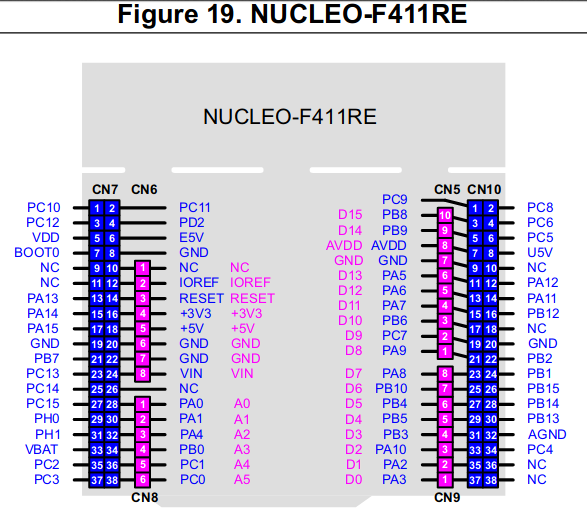 Figure 19. NUCLEO-F411RE
NUCLEO-F411RE
CN7 CN6 CN5 CN10
PC9
PC10 1 2 PC11 1 2 PC8
D15 PB8 10
PC12 3 4 PD2 3 4 PC6
D14 PB9 9
VDD 5 6 E5V 5 6 PC5
AVDD AVDD 8
BOOT0 7 8 GND 7 8 U5V
GND GND 7
NC 9 10 1 NC NC 9 10 NC
D13 PA5 6
NC 11 12 2 IOREF IOREF 11 12 PA12
D12 PA6 5
PA13 13 14 3 RESET RESET 13 14 PA11
D11 PA7 4
PA14 15 16 4 +3V3 +3V3 15 16 PB12
D10 PB6 3
PA15 17 18 5 +5V +5V 17 18 NC
D9 PC7 2
GND 19 20 6 GND GND 19 20 GND
D8 PA9 1
PB7 21 22 7 GND GND 21 22 PB2
PC13 23 24 8 VIN VIN D7 PA8 8 23 24 PB1
PC14 25 26 NC D6 PB10 7 25 26 PB15
PC15 27 28 1 PA0 A0 D5 PB4 6 27 28 PB14
PH0 29 30 2 PA1 A1 D4 PB5 5 29 30 PB13
PH1 31 32 3 PA4 A2 D3 PB3 4 31 32 AGND
VBAT 33 34 4 PB0 A3 D2 PA10 3 33 34 PC4
PC2 35 36 5 PC1 A4 D1 PA2 2 35 36 NC
PC3 37 38 6 PC0 A5 D0 PA3 1 37 38 NC
CN8 CN9